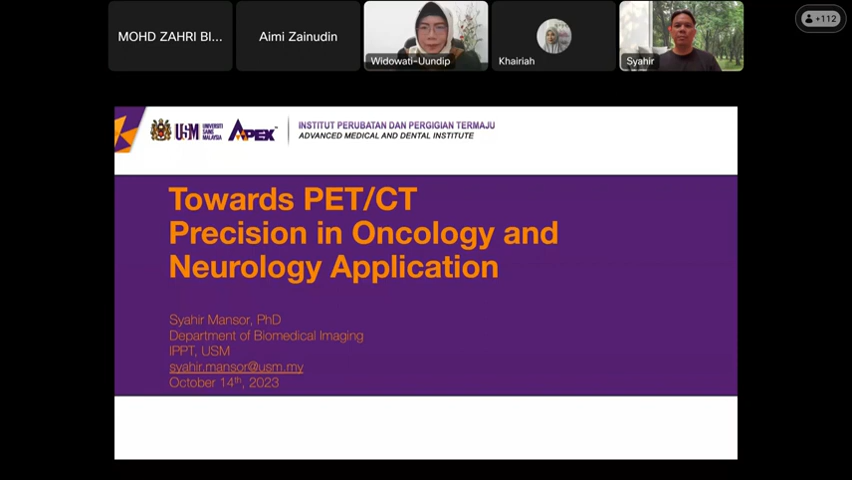 MOHD ZAHRI BI...
Aimi Zainudin
Widowati-Uundip
Khairiah
Syahir
+112
USM UNIVERSITI SAINS MALAYSIA
APEX
INSTITUT PERUBATAN DAN PERGIGIAN TERMAJU
ADVANCED MEDICAL AND DENTAL INSTITUTE
Towards PET/CT
Precision in Oncology and
Neurology Application
Syahir Mansor, PhD
Department of Biomedical Imaging
IPPT, USM
syahir.mansor@usm.my
October 14th, 2023